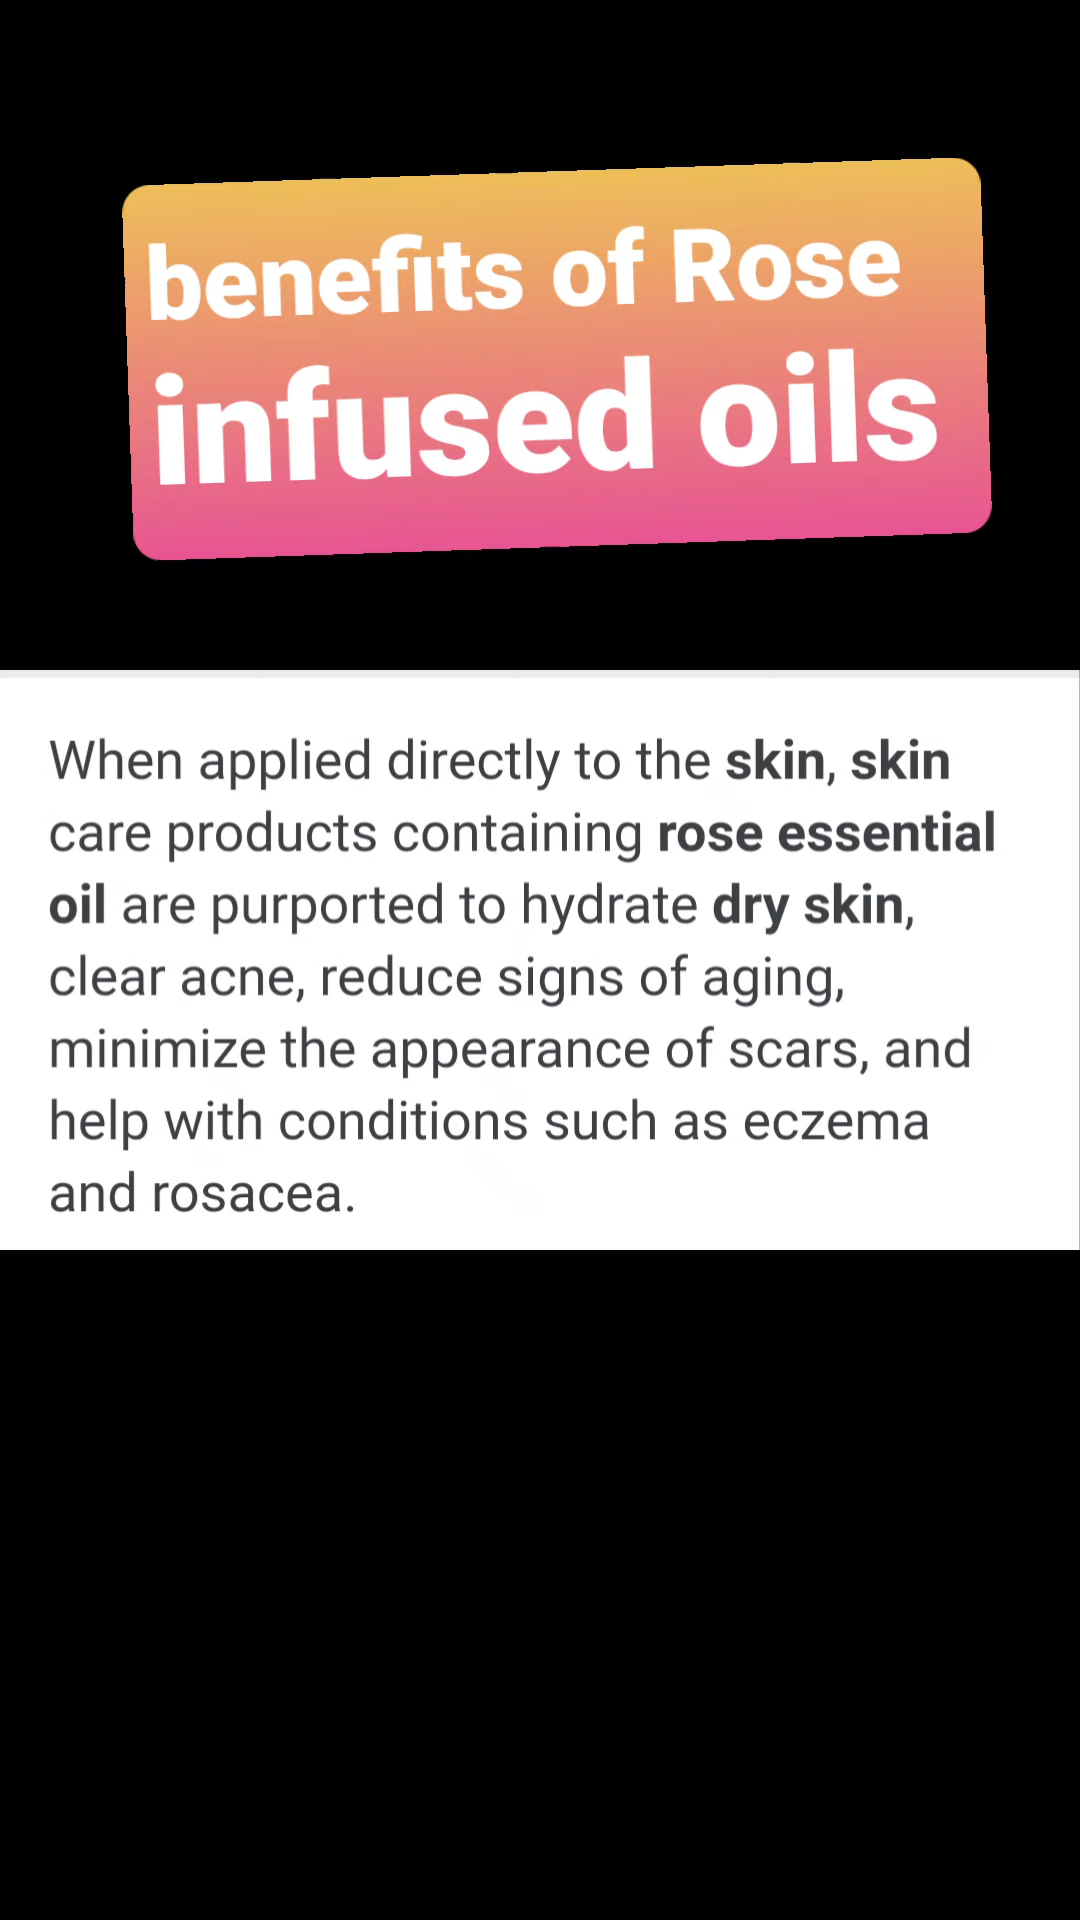 benefits of Rose
infused oils
When applied directly to the skin, skin
care products containing rose essential
oil are purported to hydrate dry skin,
clear acne, reduce signs of aging,
minimize the appearance of scars, and
help with conditions such as eczema
and rosacea.